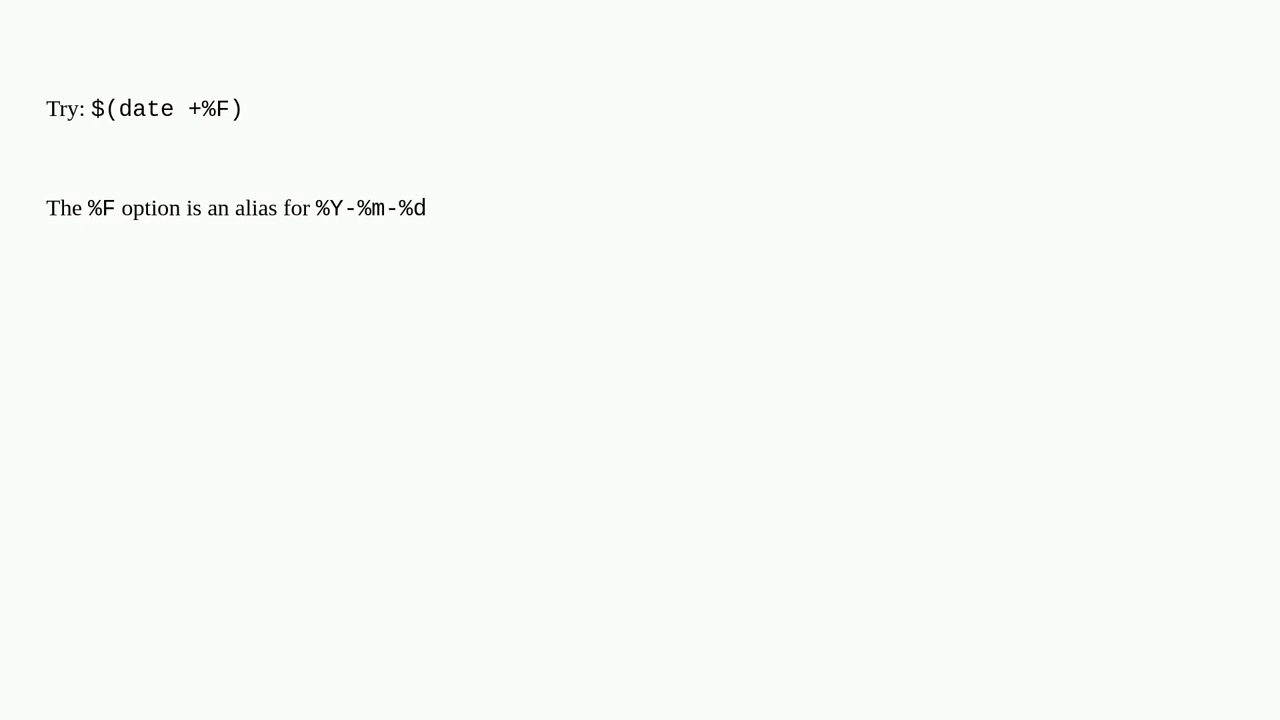 Try: $(date +%F)
The %F option is an alias for %Y-%m-%d